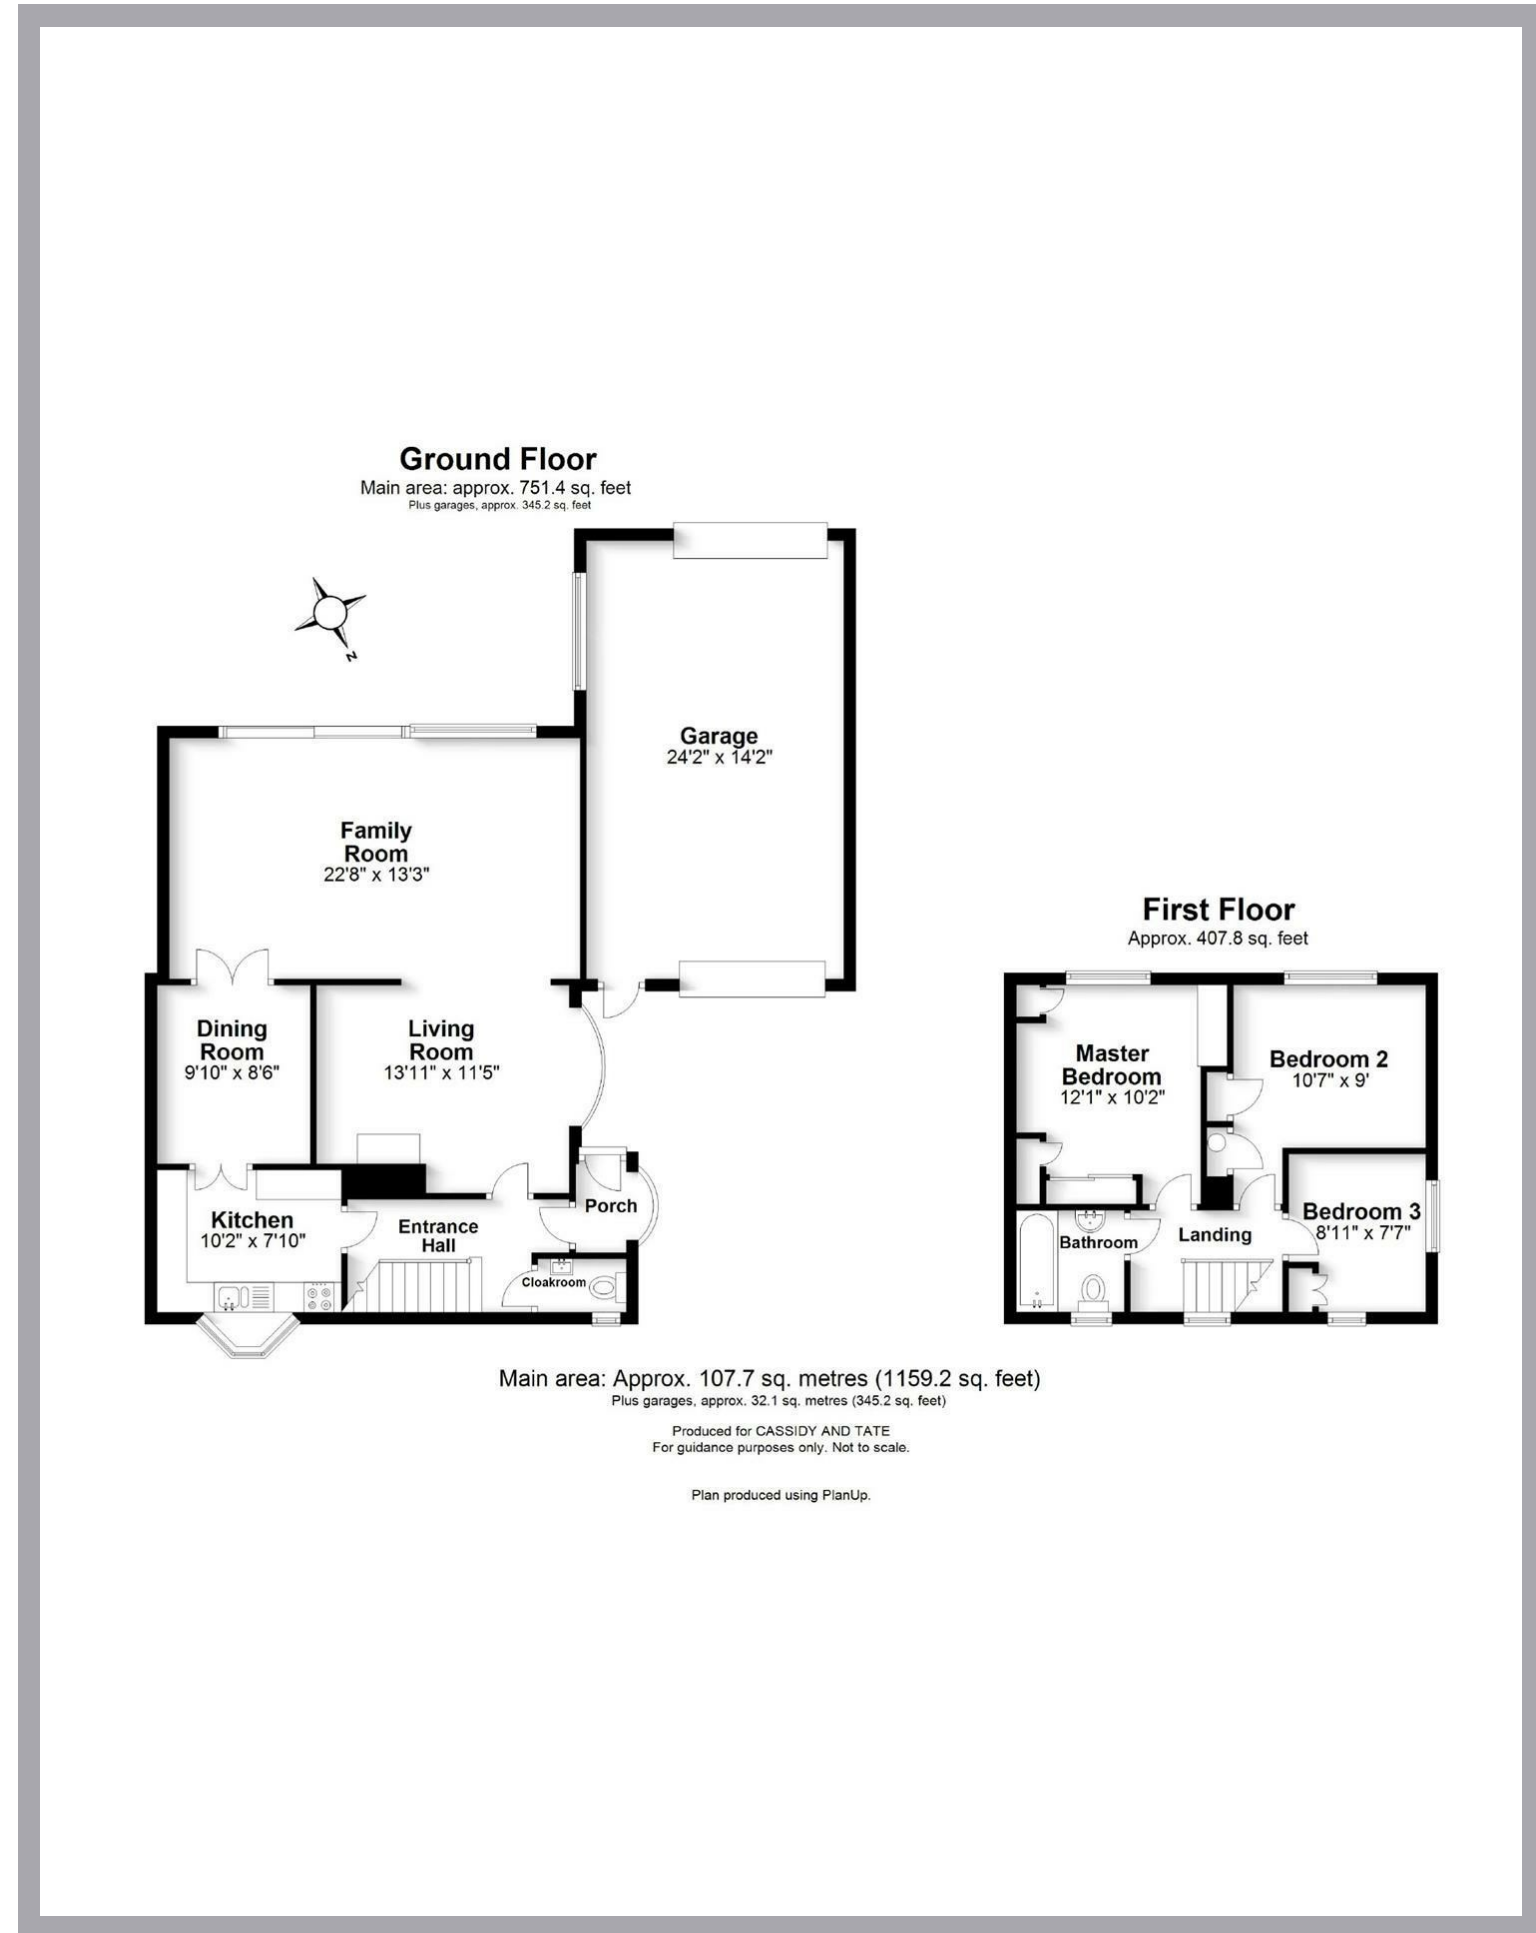 Ground Floor
Main area: approx. 751.4 sq. feet
Plus garages, approx. 345.2 sq. feet
N
Garage
24'2" x 14'2"
Family
Room
22'8" x 13'3"
Dining
Room
9'10" x 8'6"
Living
Room
13'11" x 11'5"
Kitchen
10'2" x 7'10"
Entrance
Hall
Porch
Cloakroom
First Floor
Approx. 407.8 sq. feet
Master
Bedroom
12'1" x 10'2"
Bedroom 2
10'7" x 9'
Bedroom 3
8'11" x 7'7"
Landing
Bathroom
Main area: Approx. 107.7 sq. metres (1159.2 sq. feet)
Plus garages, approx. 32.1 sq. metres (345.2 sq. feet)
Produced for CASSIDY AND TATE
For guidance purposes only. Not to scale.
Plan produced using PlanUp.